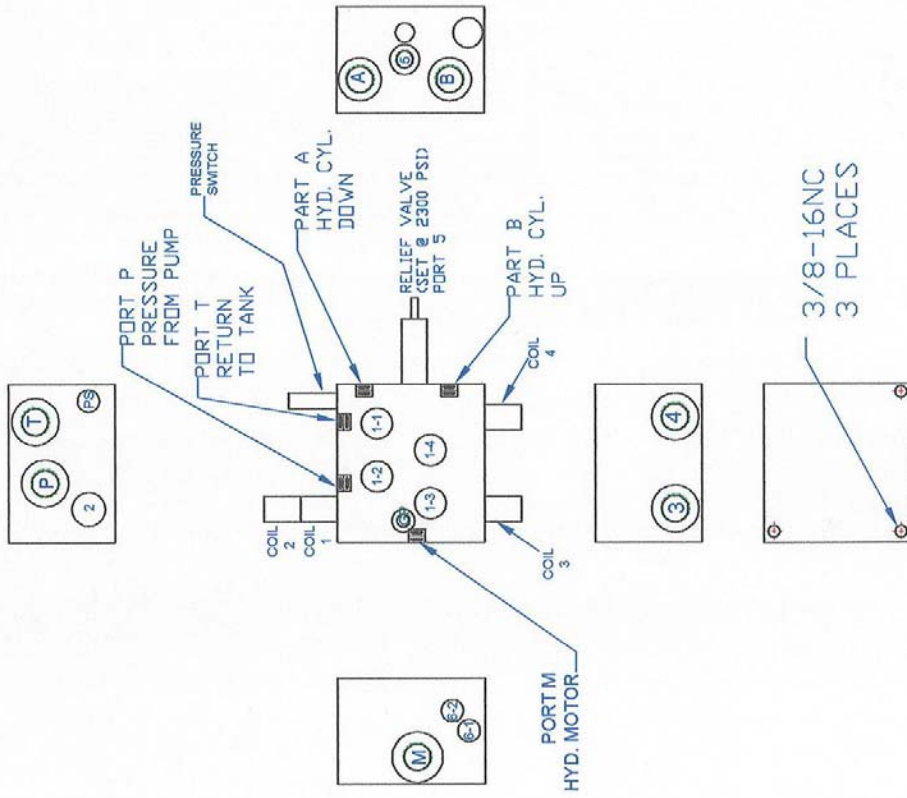 T
P
PS
2
PORT P
PRESSURE
FROM PUMP
PORT T
RETURN
TO TANK
PRESSURE
SWITCH
PART A
HYD. CYL.
DOWN
A
5
B
COIL
2
COIL
1
1-1
1-2
1-4
1-3
GP
RELIEF VALVE
(SET @ 2300 PSI)
PORT 5
PART B
HYD. CYL.
UP
COIL
4
COIL
3
M
6-2
6-1
PORT M
HYD. MOTOR
4
3
3/8-16NC
3 PLACES